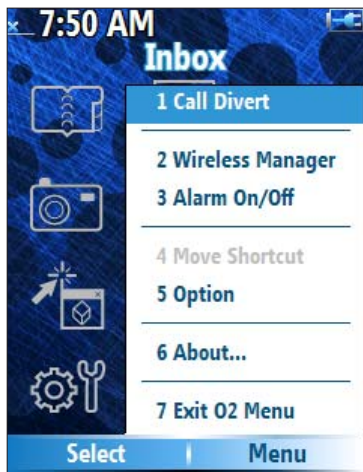 7:50 AM
Inbox
1 Call Divert
2 Wireless Manager
3 Alarm On/Off
4 Move Shortcut
5 Option
6 About...
7 Exit O2 Menu
Select Menu